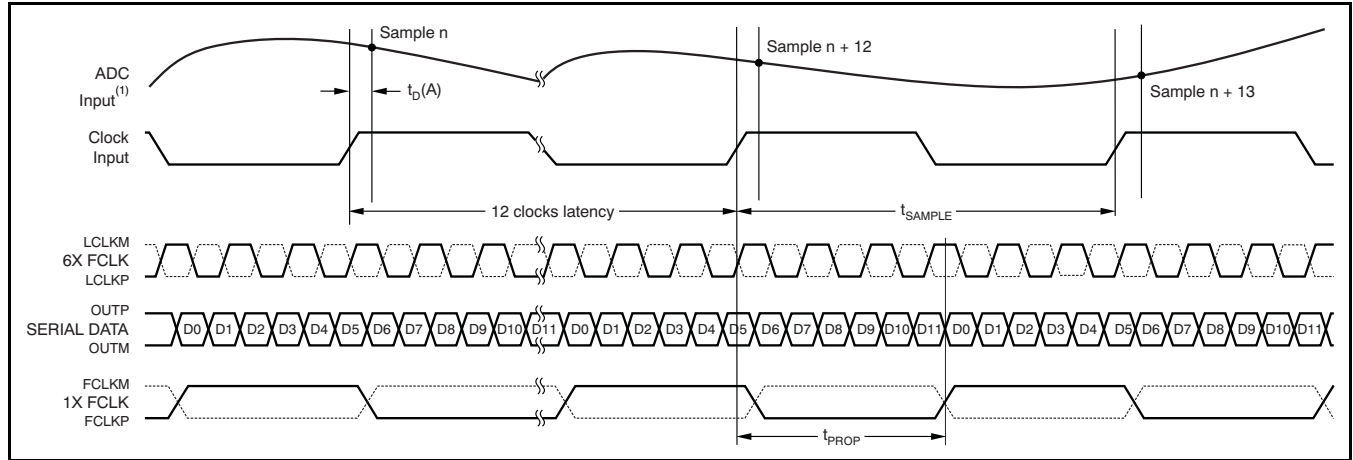 Sample n
Sample n + 12
ADC
Input(1)
tD(A)
Sample n + 13
Clock
Input
12 clocks latency
tSAMPLE
LCLKM
6X FCLK
LCLKP
OUTP
SERIAL DATA
OUTM
D0 D1 D2 D3 D4 D5 D6 D7 D8 D9 D10 D11 D0 D1 D2 D3 D4 D5 D6 D7 D8 D9 D10 D11 D0 D1 D2 D3 D4 D5 D6 D7 D8 D9 D10 D11
FCLKM
1X FCLK
FCLKP
tPROP